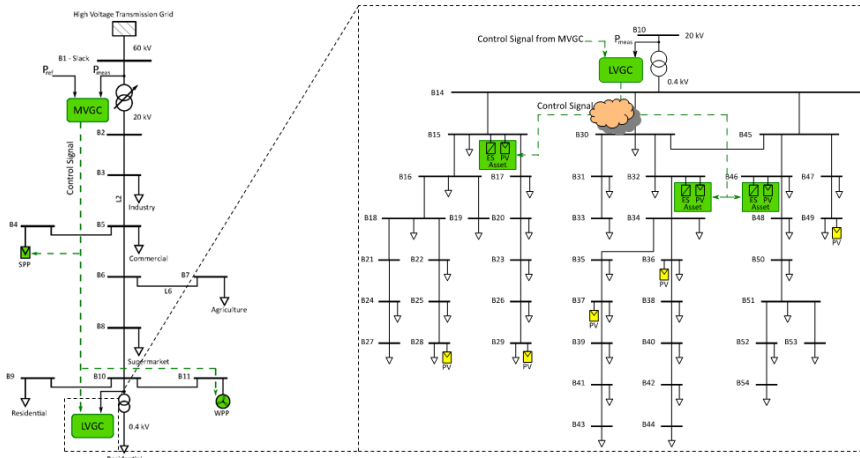 High Voltage Transmission Grid
60 kV
B1 - Slack
Pref
Pmeas
MVGC
20 kV
B2
Control Signal
B3
L2
Industry
B4
B5
SPP
Commercial
B6
B7
L6
Agriculture
B8
Supermarket
B9
B10
B11
Residential
WPP
LVGC
0.4 kV
Residential
B10
20 kV
Control Signal from MVGC
Pmeas
LVGC
0.4 kV
B14
Control Signal
B15
B30
B45
ES PV
Asset
B16
B17
B31
B32
ES PV
Asset
B46
ES PV
Asset
B47
B18
B19
B20
B33
B34
B48
B49
PV
B21
B22
B23
B35
B36
B50
PV
B24
B25
B26
B37
B38
B51
PV
B27
B28
B29
B39
B40
B52
B53
PV
PV
B41
B42
B54
B43
B44